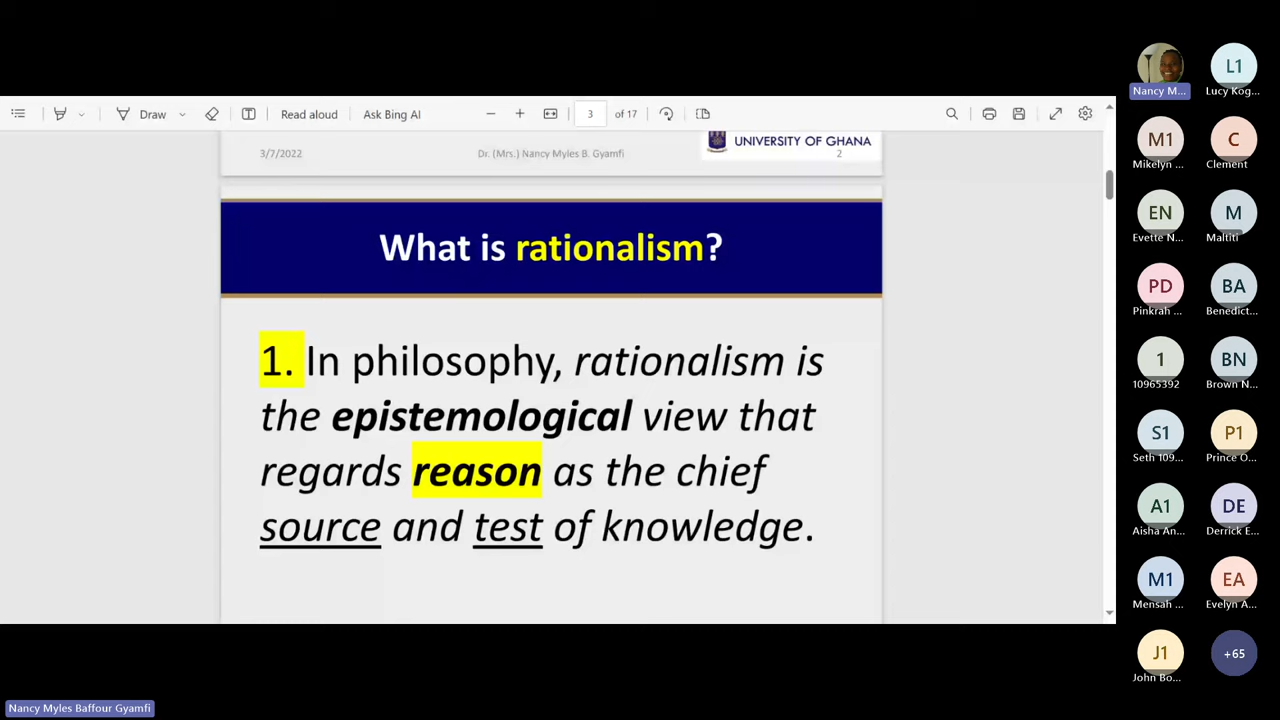 Draw
Read aloud
Ask Bing AI
3
of 17
3/7/2022
Dr. (Mrs.) Nancy Myles B. Gyamfi
UNIVERSITY OF GHANA
2
What is rationalism?
1. In philosophy, rationalism is
the epistemological view that
regards reason as the chief
source and test of knowledge.
Nancy M...
L1
Lucy Kog...
M1
Mikelyn ...
C
Clement
EN
Evette N...
M
Maltiti
PD
Pinkrah ...
BA
Benedict...
1
10965392
BN
Brown N...
S1
Seth 109...
P1
Prince O...
A1
Aisha An...
DE
Derrick E...
M1
Mensah ...
EA
Evelyn A...
J1
John Bo...
+65
Nancy Myles Baffour Gyamfi